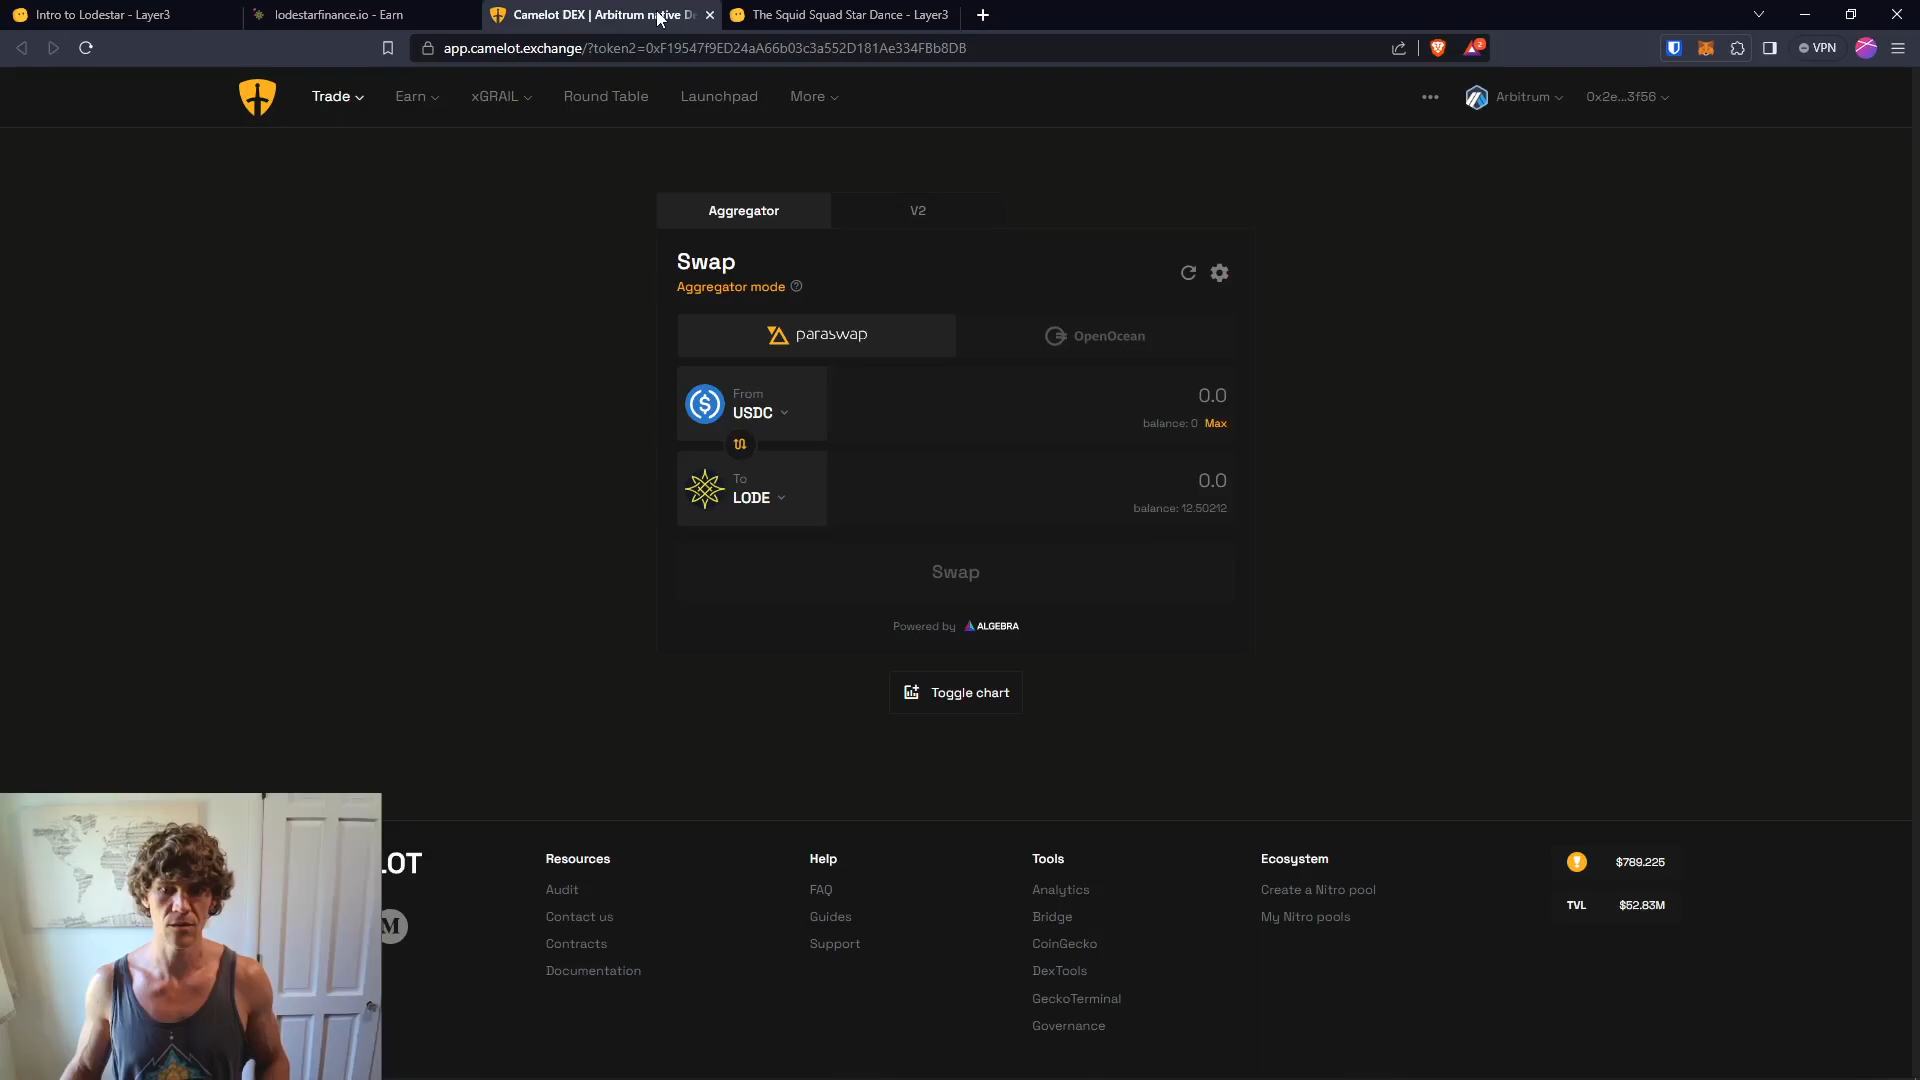 Intro to Lodestar - Layer3
lodestarfinance.io - Earn
Camelot DEX | Arbitrum native De
The Squid Squad Star Dance - Layer3
app.camelot.exchange/?token2=0xF19547f9ED24aA66b03c3a552D181Ae334FBb8DB
2
VPN
Trade
Earn
xGRAIL
Round Table
Launchpad
More
Arbitrum
0x2e...3f56
Aggregator
V2
Swap
Aggregator mode
paraswap
OpenOcean
From
USDC
0.0
balance: 0 Max
To
LODE
0.0
balance: 12.50212
Swap
Powered by ALGEBRA
Toggle chart
LOT
M
Resources
Audit
Contact us
Contracts
Documentation
Help
FAQ
Guides
Support
Tools
Analytics
Bridge
CoinGecko
DexTools
GeckoTerminal
Governance
Ecosystem
Create a Nitro pool
My Nitro pools
$789.225
TVL $52.83M